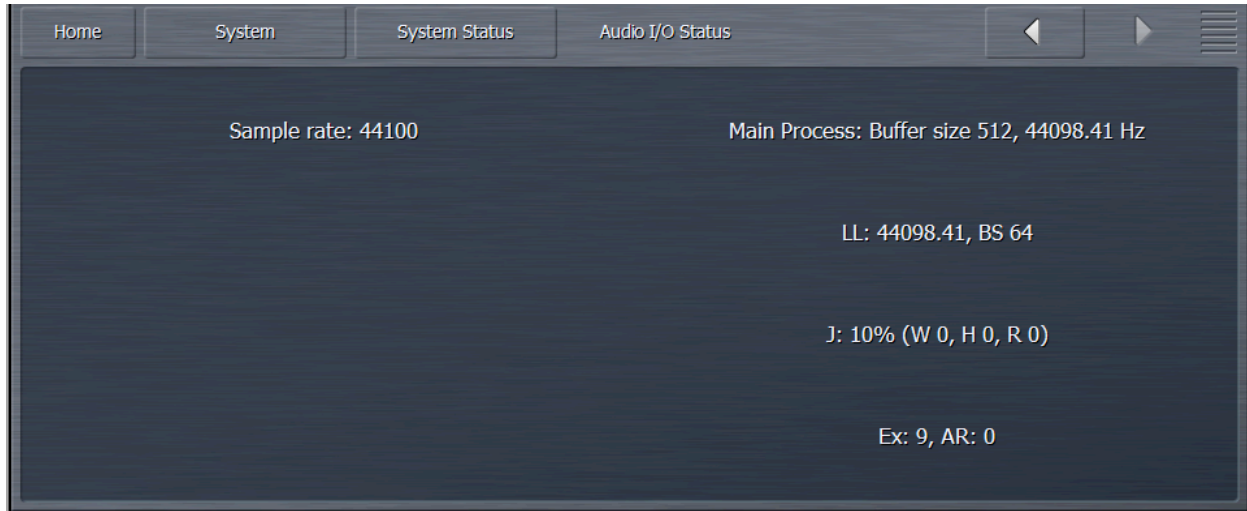 Home System System Status Audio I/O Status
Sample rate: 44100 Main Process: Buffer size 512, 44098.41 Hz
LL: 44098.41, BS 64
J: 10% (W 0, H 0, R 0)
Ex: 9, AR: 0